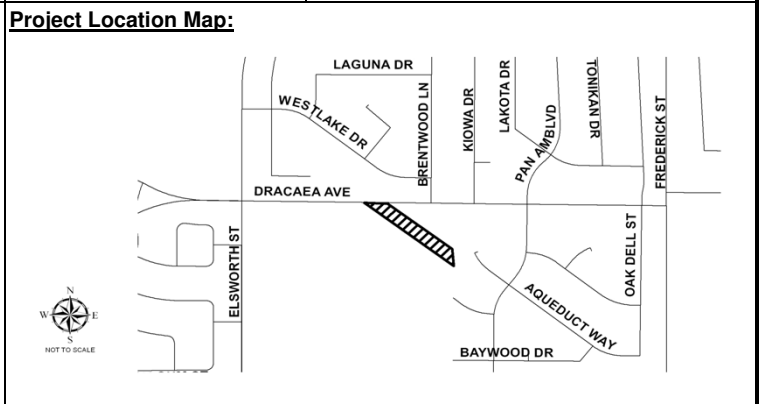 Project Location Map:
LAGUNA DR
WESTLAKE DR
BRENTWOOD LN
KIOWA DR
LAKOTA DR
PAN AM BLVD
TONIKAN DR
FREDERICK ST
DRACAEA AVE
ELSWORTH ST
OAK DELL ST
AQUEDUCT WAY
BAYWOOD DR
N
W
E
S
NOT TO SCALE